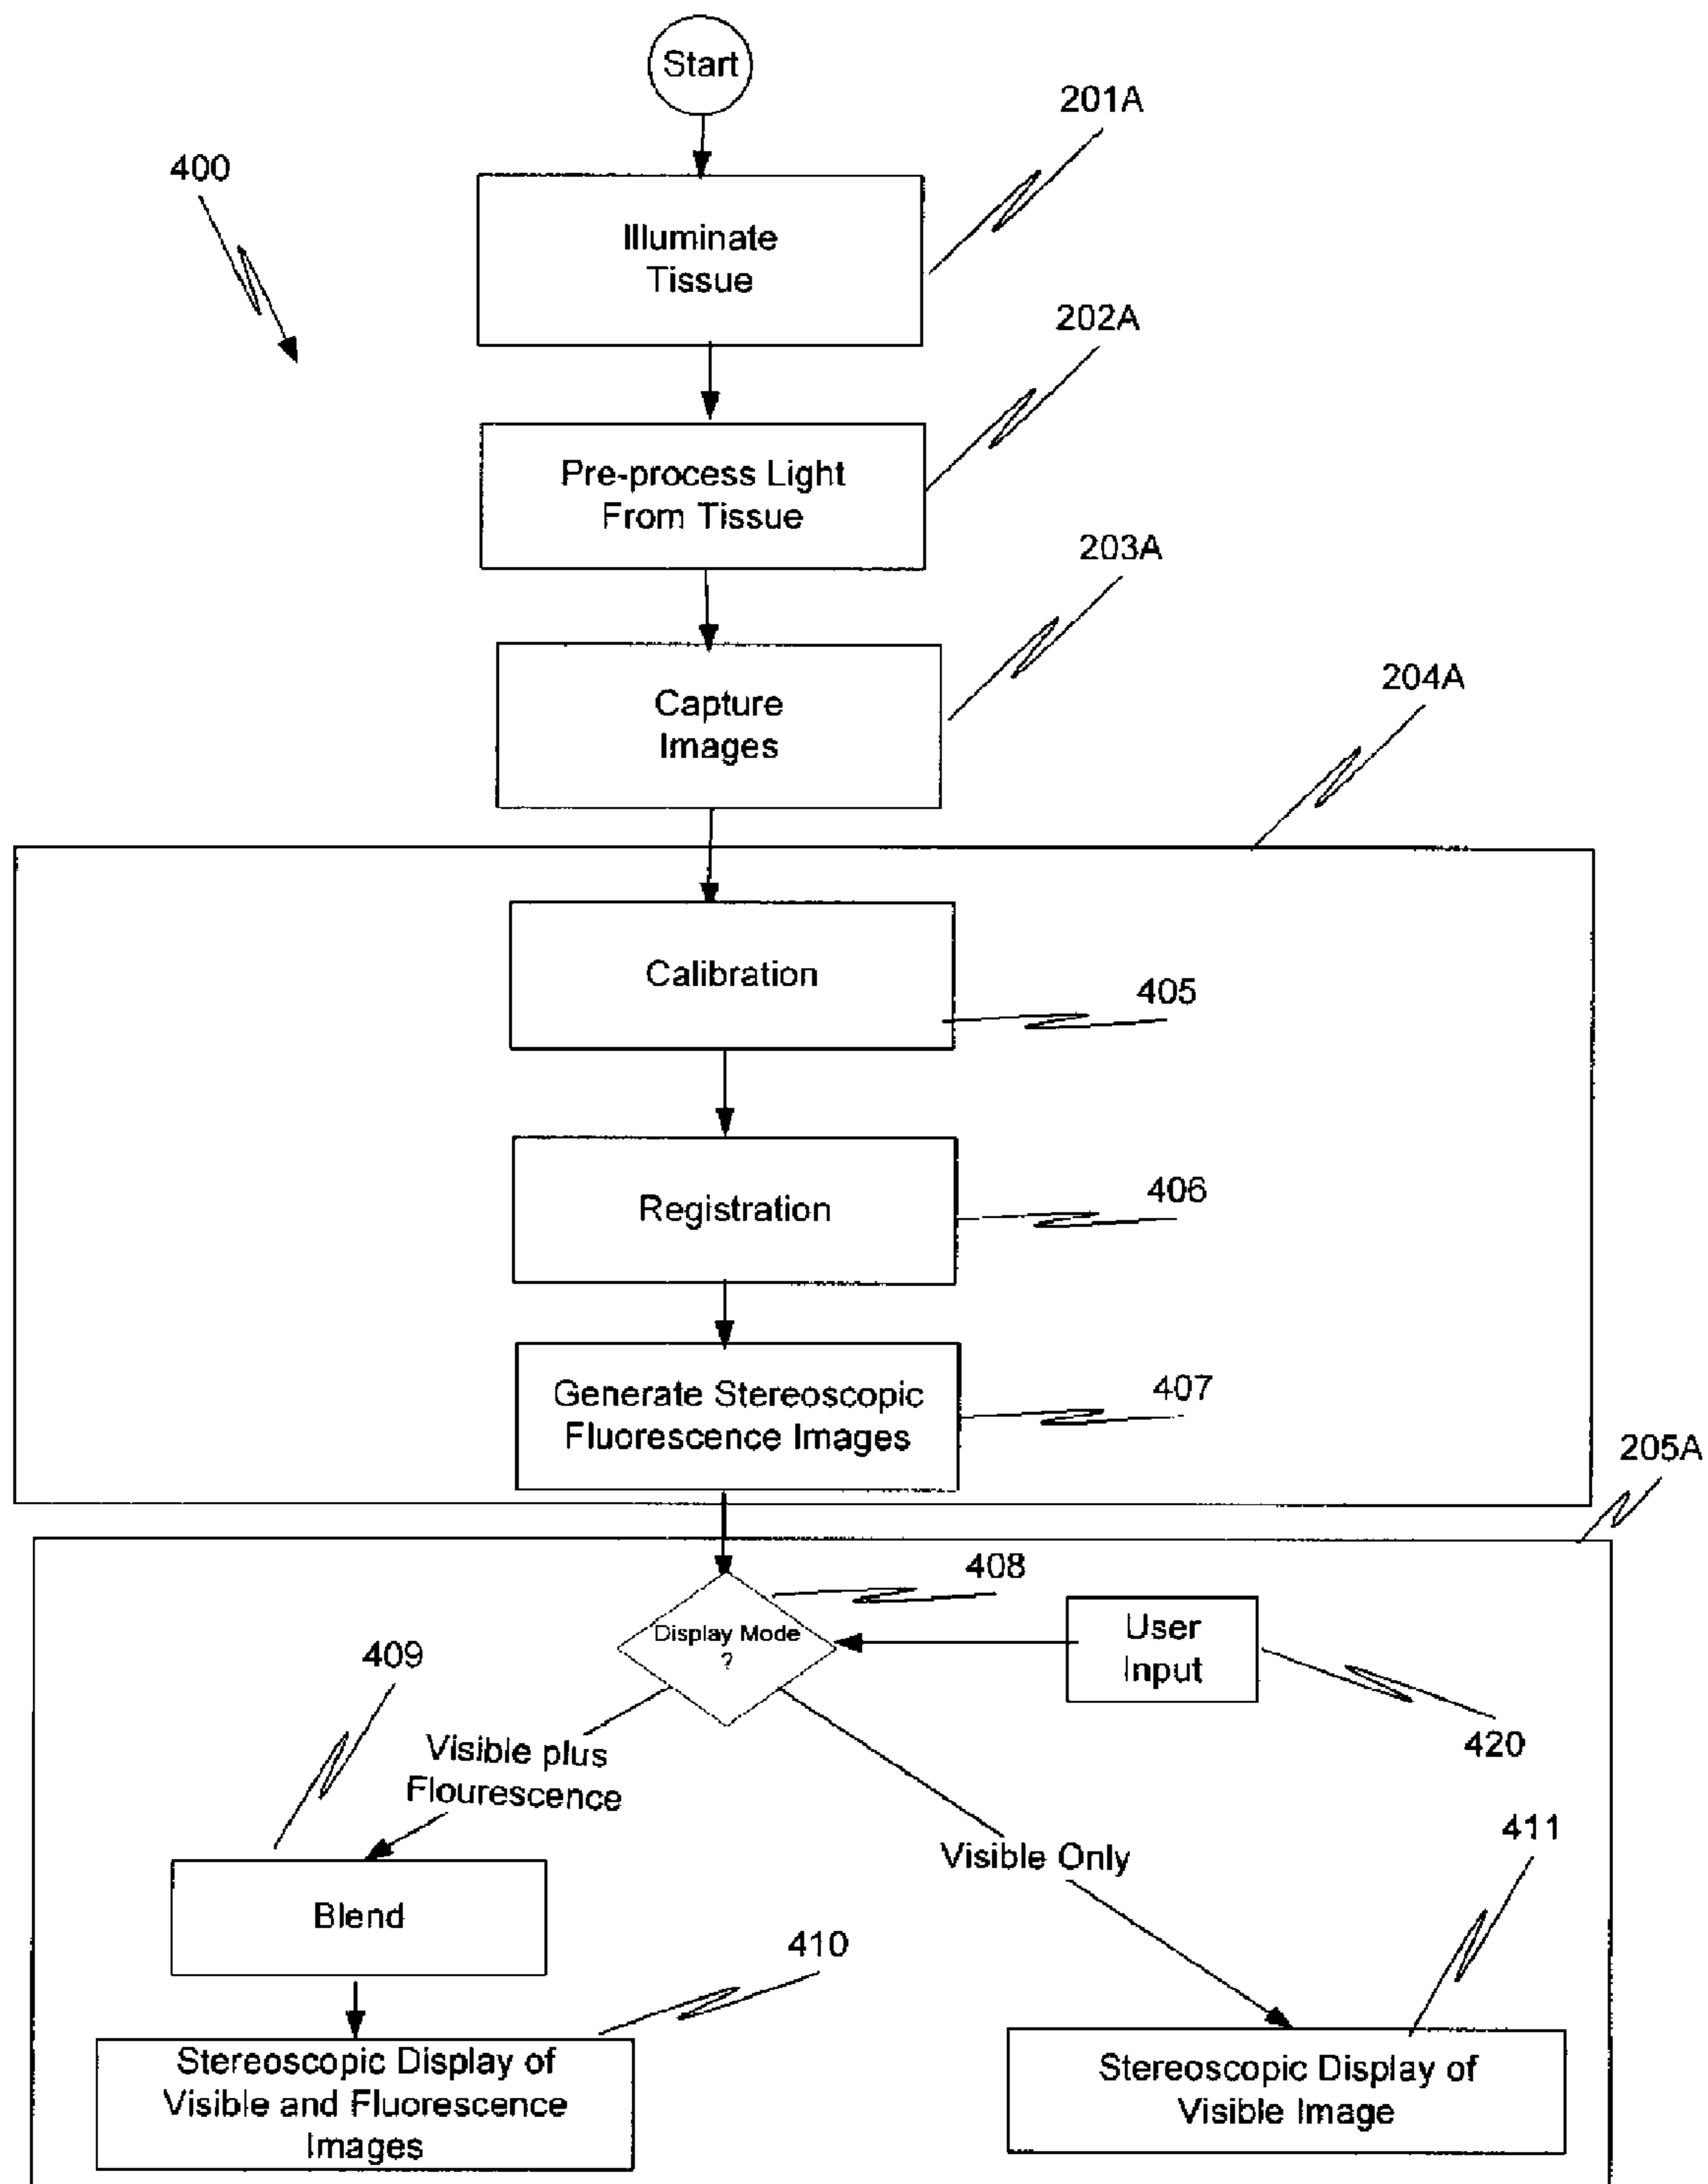 Start
201A
400
Illuminate
Tissue
202A
Pre-process Light
From Tissue
203A
Capture
Images
204A
Calibration
405
Registration
406
Generate Stereoscopic
Fluorescence Images
407
205A
408
Display Mode
?
User
Input
420
409
Visible plus
Flourescence
Visible Only
411
Blend
410
Stereoscopic Display of
Visible and Fluorescence
Images
Stereoscopic Display of
Visible Image